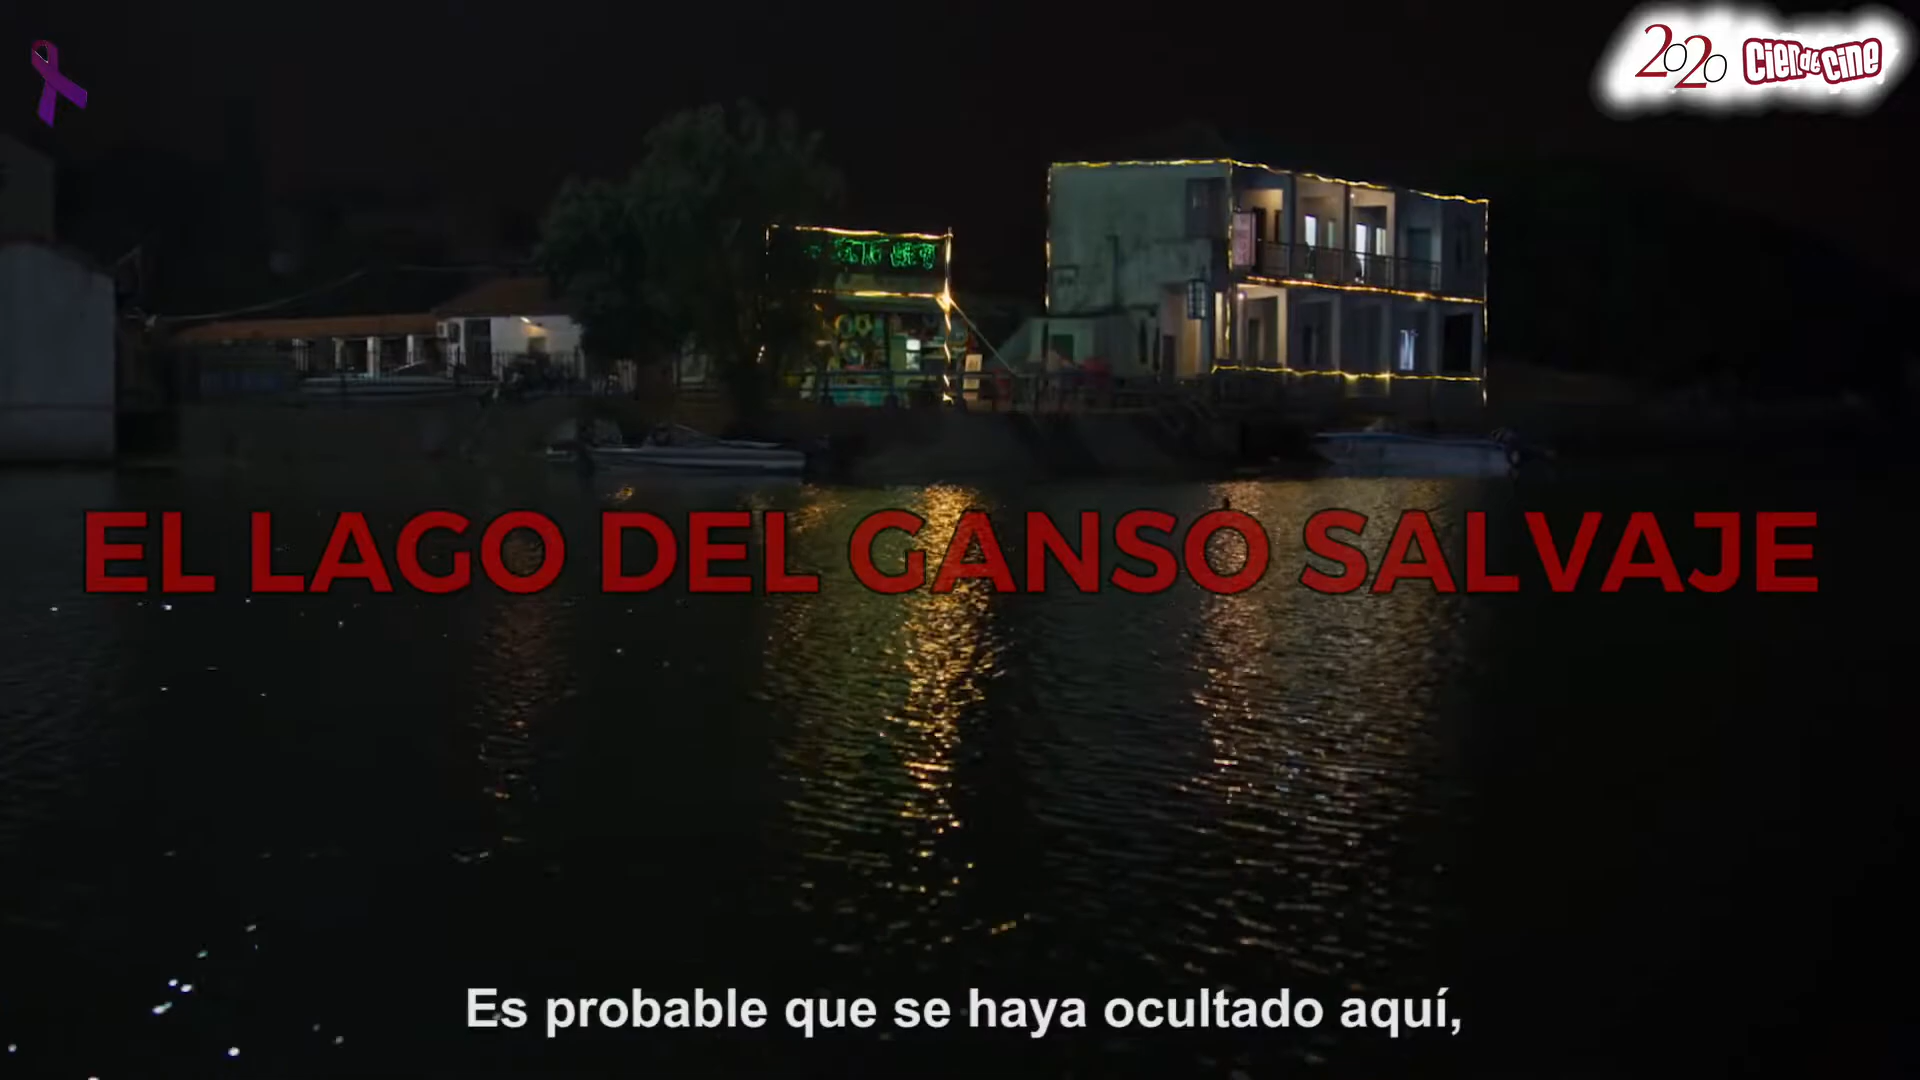 2020 Cien de Cine
EL LAGO DEL GANSO SALVAJE
Es probable que se haya ocultado aquí,